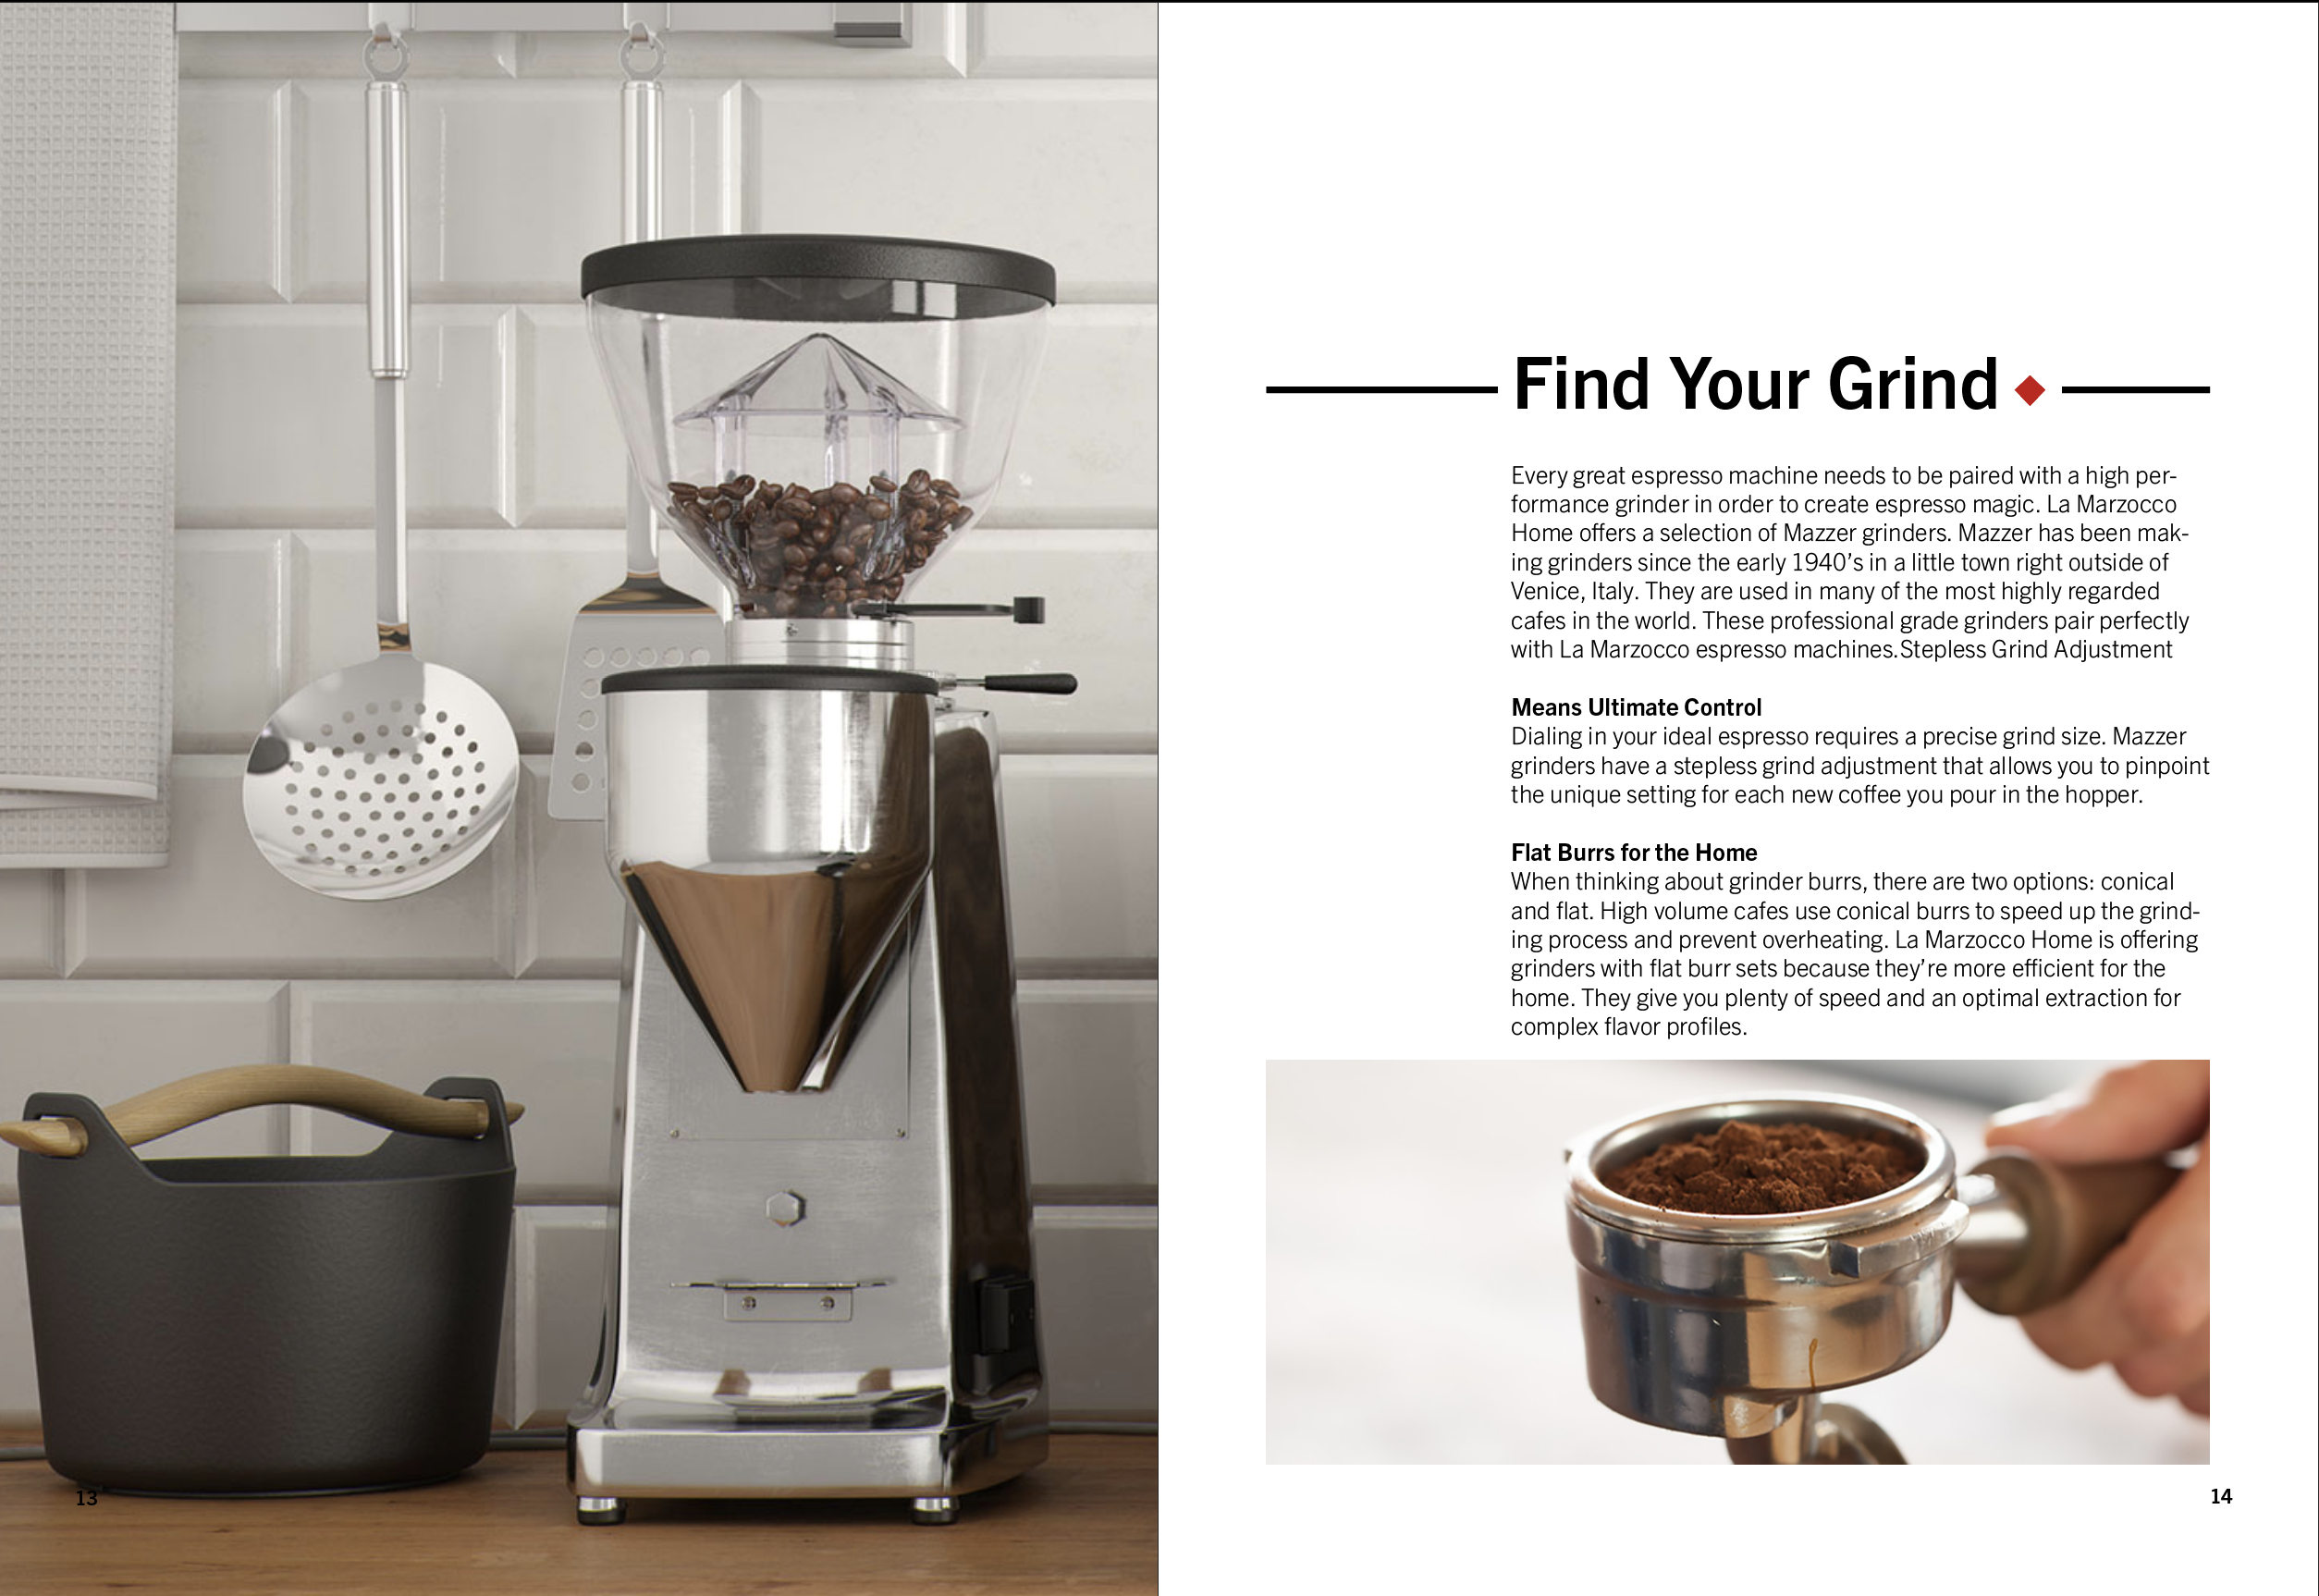 Find Your Grind
Every great espresso machine needs to be paired with a high per-
formance grinder in order to create espresso magic. La Marzocco
Home offers a selection of Mazzer grinders. Mazzer has been mak-
ing grinders since the early 1940’s in a little town right outside of
Venice, Italy. They are used in many of the most highly regarded
cafes in the world. These professional grade grinders pair perfectly
with La Marzocco espresso machines.Stepless Grind Adjustment
Means Ultimate Control
Dialing in your ideal espresso requires a precise grind size. Mazzer
grinders have a stepless grind adjustment that allows you to pinpoint
the unique setting for each new coffee you pour in the hopper.
Flat Burrs for the Home
When thinking about grinder burrs, there are two options: conical
and flat. High volume cafes use conical burrs to speed up the grind-
ing process and prevent overheating. La Marzocco Home is offering
grinders with flat burr sets because they’re more efficient for the
home. They give you plenty of speed and an optimal extraction for
complex flavor profiles.
13
14